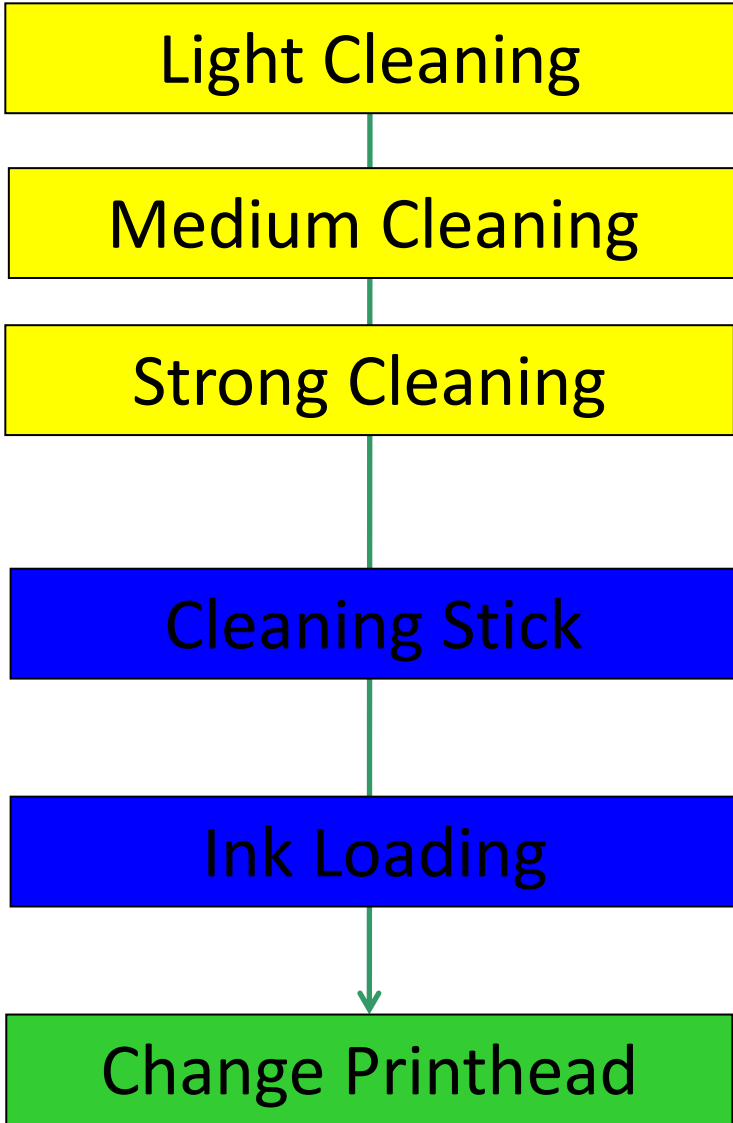 Light Cleaning
Medium Cleaning
Strong Cleaning
Cleaning Stick
Ink Loading
Change Printhead